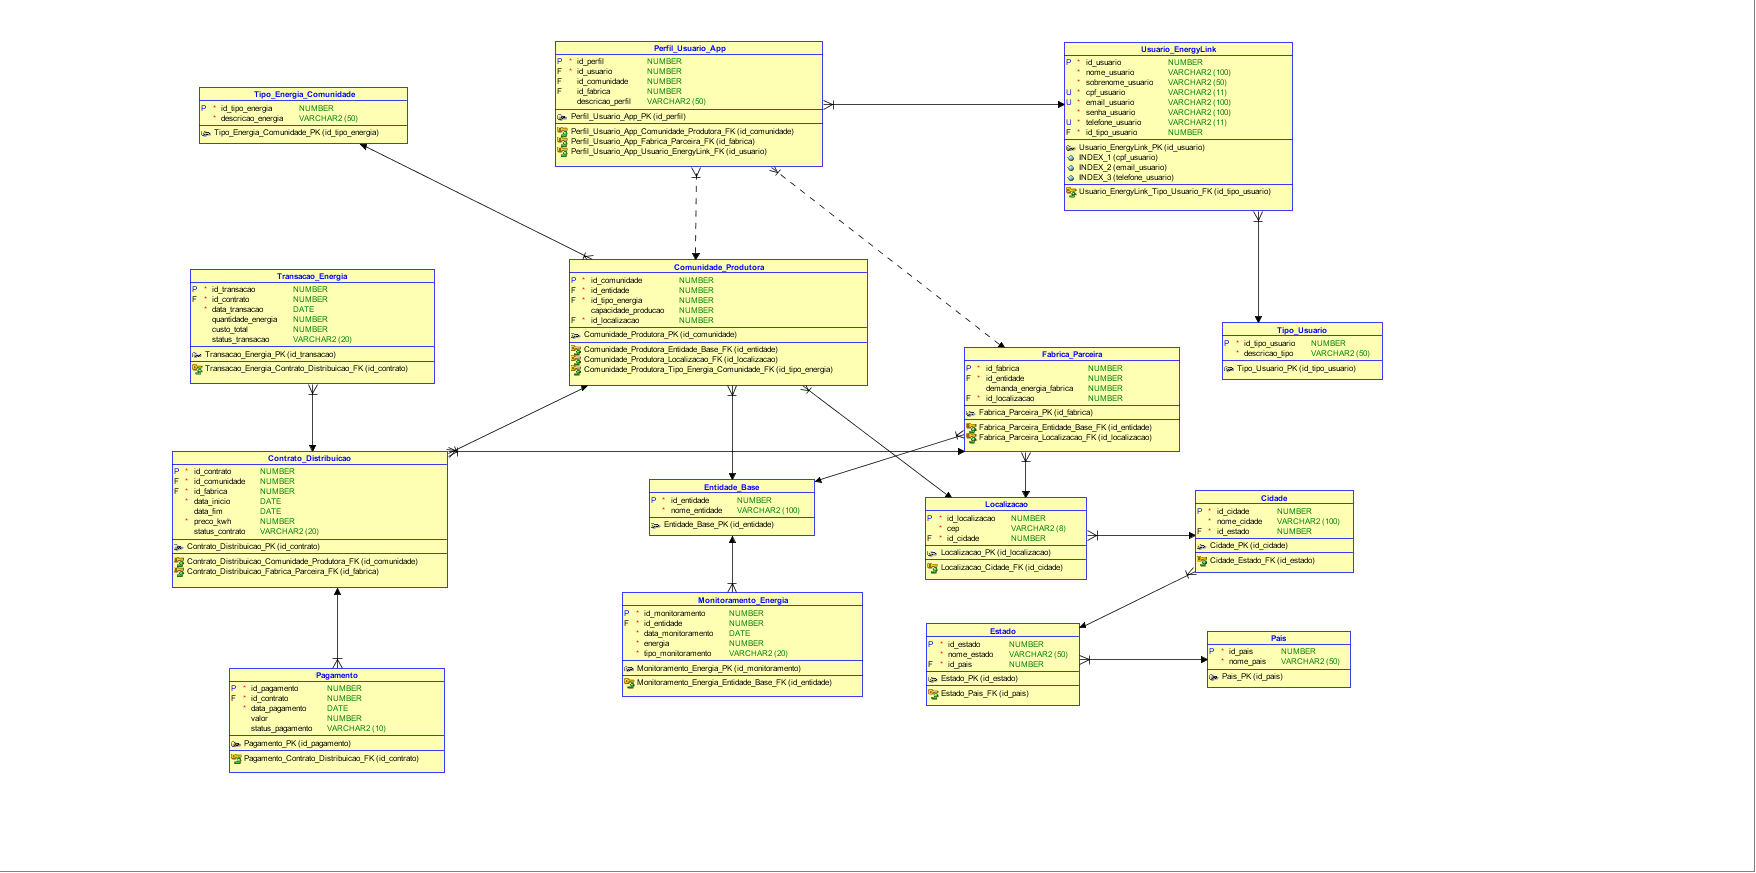 Perfil_Usuario_App
P * id_perfil NUMBER
F * id_usuario NUMBER
F id_comunidade NUMBER
F id_fabrica NUMBER
descricao_perfil VARCHAR2 (50)
Perfil_Usuario_App_PK (id_perfil)
Perfil_Usuario_App_Comunidade_Produtora_FK (id_comunidade)
Perfil_Usuario_App_Fabrica_Parceira_FK (id_fabrica)
Perfil_Usuario_App_Usuario_EnergyLink_FK (id_usuario)
Usuario_EnergyLink
P * id_usuario NUMBER
* nome_usuario VARCHAR2 (100)
* sobrenome_usuario VARCHAR2 (50)
U * cpf_usuario VARCHAR2 (11)
U * email_usuario VARCHAR2 (100)
* senha_usuario VARCHAR2 (100)
U * telefone_usuario VARCHAR2 (11)
F * id_tipo_usuario NUMBER
Usuario_EnergyLink_PK (id_usuario)
INDEX_1 (cpf_usuario)
INDEX_2 (email_usuario)
INDEX_3 (telefone_usuario)
Usuario_EnergyLink_Tipo_Usuario_FK (id_tipo_usuario)
Tipo_Energia_Comunidade
P * id_tipo_energia NUMBER
* descricao_energia VARCHAR2 (50)
Tipo_Energia_Comunidade_PK (id_tipo_energia)
Transacao_Energia
P * id_transacao NUMBER
F * id_contrato NUMBER
* data_transacao DATE
quantidade_energia NUMBER
custo_total NUMBER
status_transacao VARCHAR2 (20)
Transacao_Energia_PK (id_transacao)
Transacao_Energia_Contrato_Distribuicao_FK (id_contrato)
Comunidade_Produtora
P * id_comunidade NUMBER
F * id_entidade NUMBER
F * id_tipo_energia NUMBER
capacidade_producao NUMBER
F * id_localizacao NUMBER
Comunidade_Produtora_PK (id_comunidade)
Comunidade_Produtora_Entidade_Base_FK (id_entidade)
Comunidade_Produtora_Localizacao_FK (id_localizacao)
Comunidade_Produtora_Tipo_Energia_Comunidade_FK (id_tipo_energia)
Tipo_Usuario
P * id_tipo_usuario NUMBER
* descricao_tipo VARCHAR2 (50)
Tipo_Usuario_PK (id_tipo_usuario)
Fabrica_Parceira
P * id_fabrica NUMBER
F * id_entidade NUMBER
demanda_energia_fabrica NUMBER
F * id_localizacao NUMBER
Fabrica_Parceira_PK (id_fabrica)
Fabrica_Parceira_Entidade_Base_FK (id_entidade)
Fabrica_Parceira_Localizacao_FK (id_localizacao)
Contrato_Distribuicao
P * id_contrato NUMBER
F * id_comunidade NUMBER
F * id_fabrica NUMBER
* data_inicio DATE
data_fim DATE
* preco_kwh NUMBER
status_contrato VARCHAR2 (20)
Contrato_Distribuicao_PK (id_contrato)
Contrato_Distribuicao_Comunidade_Produtora_FK (id_comunidade)
Contrato_Distribuicao_Fabrica_Parceira_FK (id_fabrica)
Entidade_Base
P * id_entidade NUMBER
* nome_entidade VARCHAR2 (100)
Entidade_Base_PK (id_entidade)
Localizacao
P * id_localizacao NUMBER
* cep VARCHAR2 (8)
F * id_cidade NUMBER
Localizacao_PK (id_localizacao)
Localizacao_Cidade_FK (id_cidade)
Cidade
P * id_cidade NUMBER
* nome_cidade VARCHAR2 (100)
F * id_estado NUMBER
Cidade_PK (id_cidade)
Cidade_Estado_FK (id_estado)
Monitoramento_Energia
P * id_monitoramento NUMBER
F * id_entidade NUMBER
* data_monitoramento DATE
* energia NUMBER
* tipo_monitoramento VARCHAR2 (20)
Monitoramento_Energia_PK (id_monitoramento)
Monitoramento_Energia_Entidade_Base_FK (id_entidade)
Estado
P * id_estado NUMBER
* nome_estado VARCHAR2 (50)
F * id_pais NUMBER
Estado_PK (id_estado)
Estado_Pais_FK (id_pais)
Pais
P * id_pais NUMBER
* nome_pais VARCHAR2 (50)
Pais_PK (id_pais)
Pagamento
P * id_pagamento NUMBER
F * id_contrato NUMBER
* data_pagamento DATE
valor NUMBER
status_pagamento VARCHAR2 (10)
Pagamento_PK (id_pagamento)
Pagamento_Contrato_Distribuicao_FK (id_contrato)